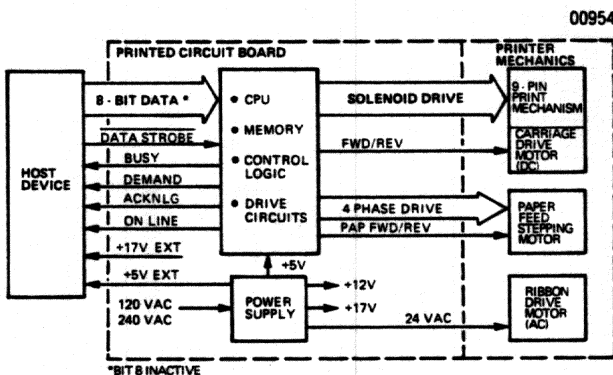 00954
PRINTED CIRCUIT BOARD
PRINTER
MECHANICS
8 - BIT DATA *
DATA STROBE
BUSY
DEMAND
ACKNLG
ON LINE
+17V EXT
+5V EXT
120 VAC
240 VAC
HOST
DEVICE
• CPU
• MEMORY
• CONTROL
LOGIC
• DRIVE
CIRCUITS
+5V
POWER
SUPPLY
SOLENOID DRIVE
FWD/REV
4 PHASE DRIVE
PAP FWD/REV
+12V
+17V
24 VAC
9 - PIN
PRINT
MECHANISM
CARRIAGE
DRIVE
MOTOR
(DC)
PAPER
FEED
STEPPING
MOTOR
RIBBON
DRIVE
MOTOR
(AC)
*BIT 8 INACTIVE